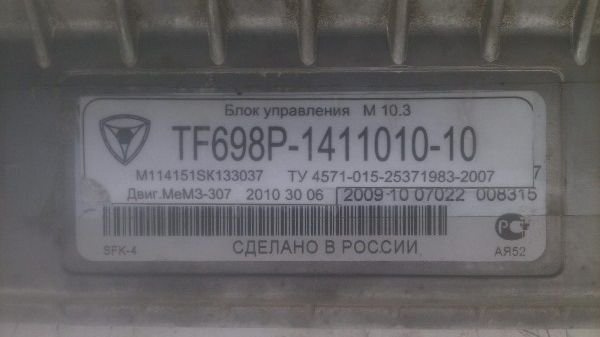 Блок управления М 10.3
TF698P-1411010-10
M114151SK133037 ТУ 4571-015-25371983-2007
7
Двиг.МеМЗ-307 2010 30 06 2009 10 07022 008315
SFK-4 СДЕЛАНО В РОССИИ АЯ52